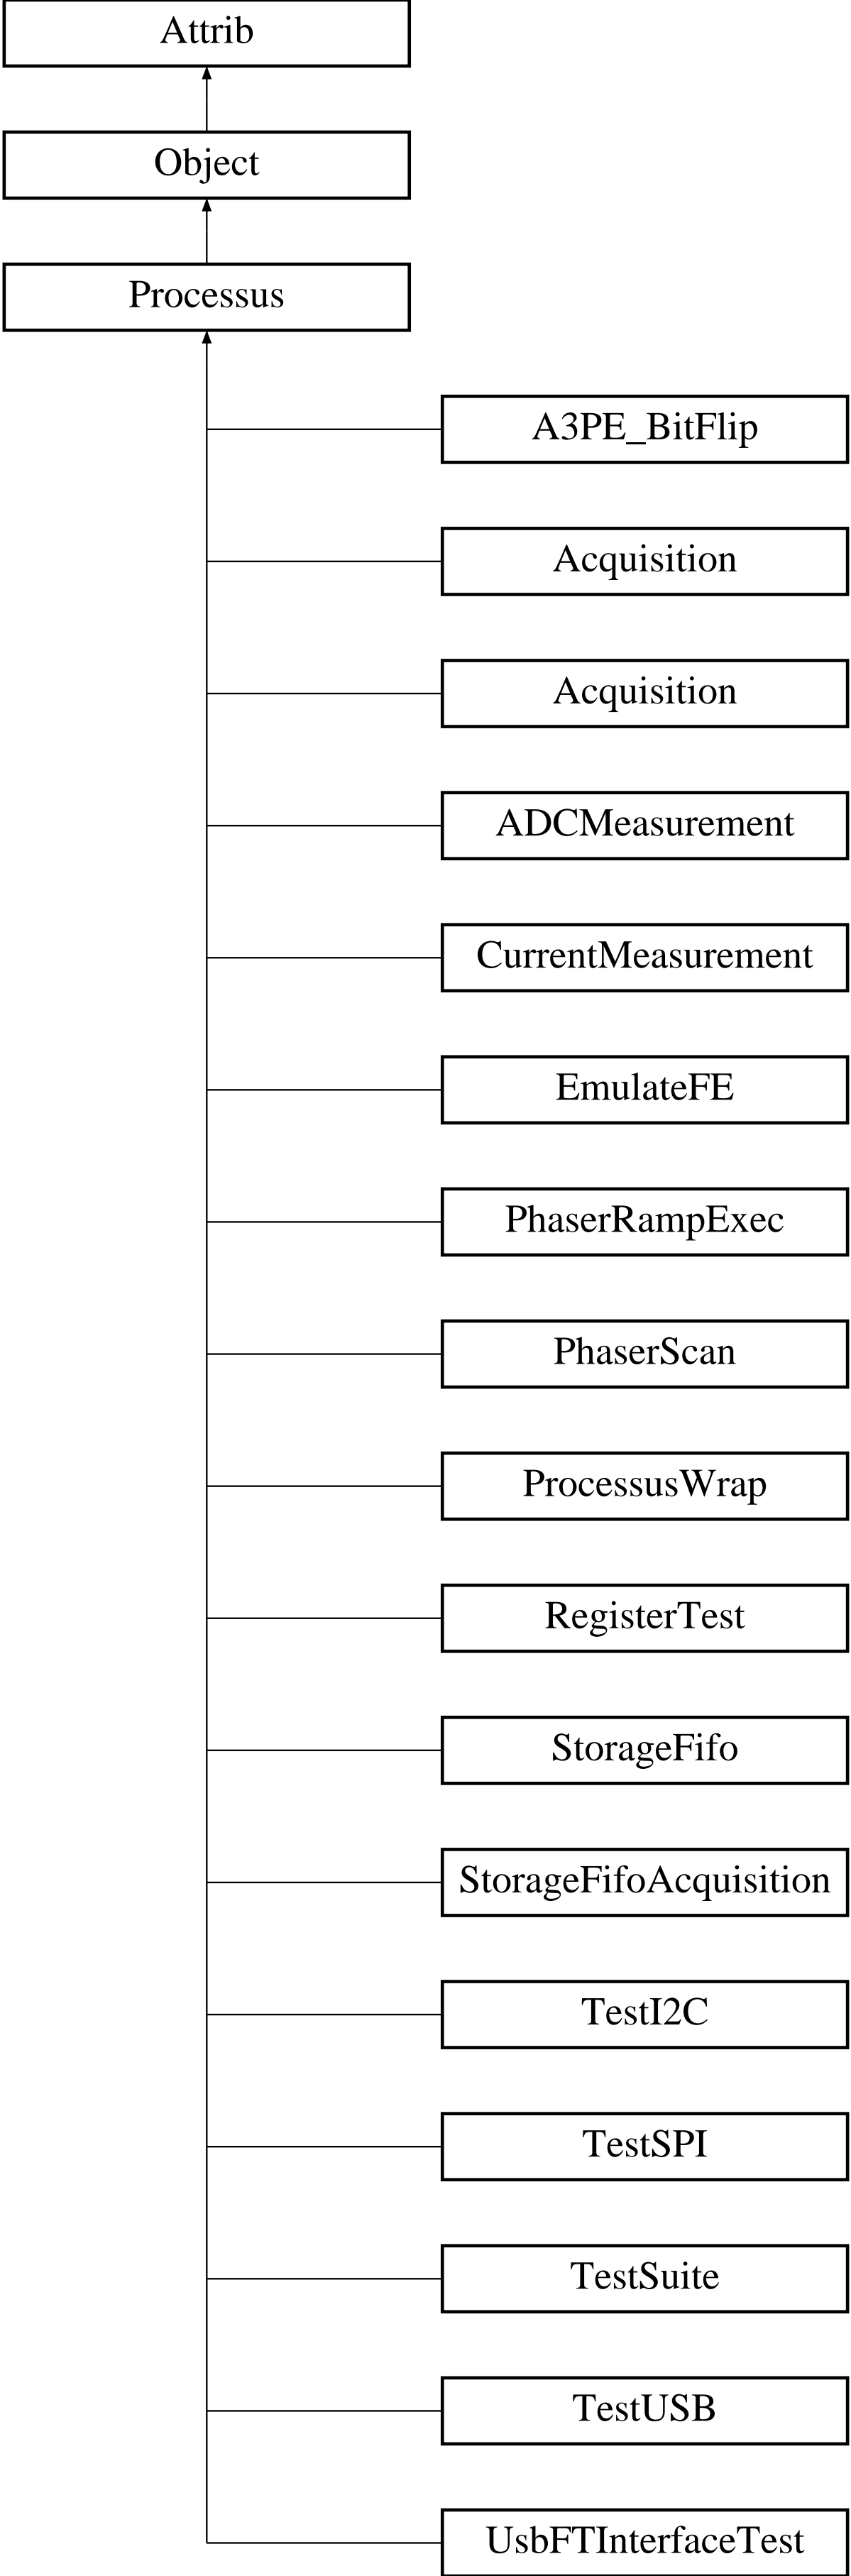 Attrib
Object
Processus
A3PE_BitFlip
Acquisition
Acquisition
ADCMeasurement
CurrentMeasurement
EmulateFE
PhaserRampExec
PhaserScan
ProcessusWrap
RegisterTest
StorageFifo
StorageFifoAcquisition
TestI2C
TestSPI
TestSuite
TestUSB
UsbFTInterfaceTest